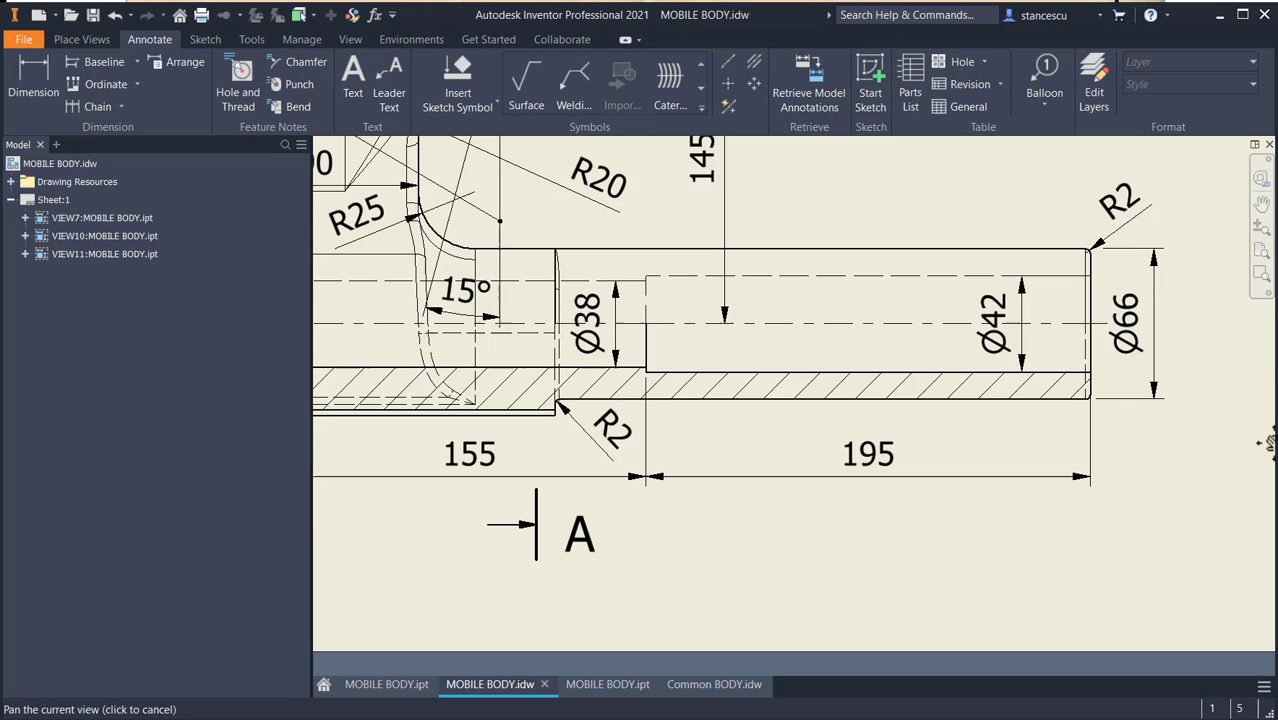 Autodesk Inventor Professional 2021 MOBILE BODY.idw
Search Help & Commands...
stancescu
File Place Views Annotate Sketch Tools Manage View Environments Get Started Collaborate
Dimension
Baseline
Ordinate
Chain
Arrange
Dimension
Hole and Thread
Chamfer
Punch
Bend
Feature Notes
Text
Leader Text
Text
Insert Sketch Symbol
Surface
Weldi...
Impor...
Cater...
Symbols
Retrieve Model Annotations
Retrieve
Start Sketch
Sketch
Parts List
Hole
Revision
General
Table
Balloon
Edit Layers
Layer
Style
Format
Model
MOBILE BODY.idw
Drawing Resources
Sheet:1
VIEW7:MOBILE BODY.ipt
VIEW10:MOBILE BODY.ipt
VIEW11:MOBILE BODY.ipt
145
R20
R25
R2
15°
Ø38
Ø42
Ø66
R2
155
195
A
MOBILE BODY.ipt MOBILE BODY.idw MOBILE BODY.ipt Common BODY.idw
Pan the current view (click to cancel)
1 5